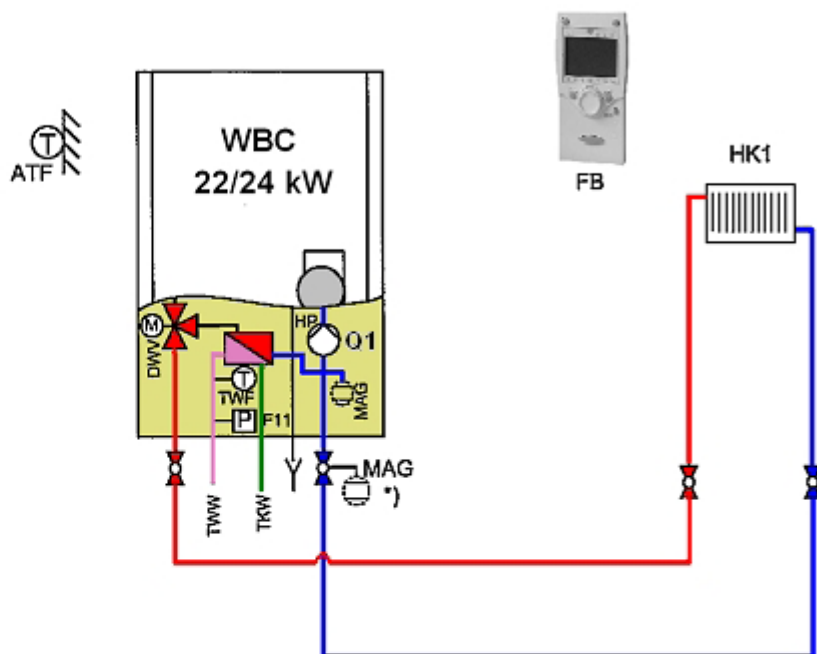 WBC
22/24 kW
T
ATF
FB
HK1
HP
M
Q1
DWV
T
TWF
MAG
P
F11
MAG
*)
TWW
TKW